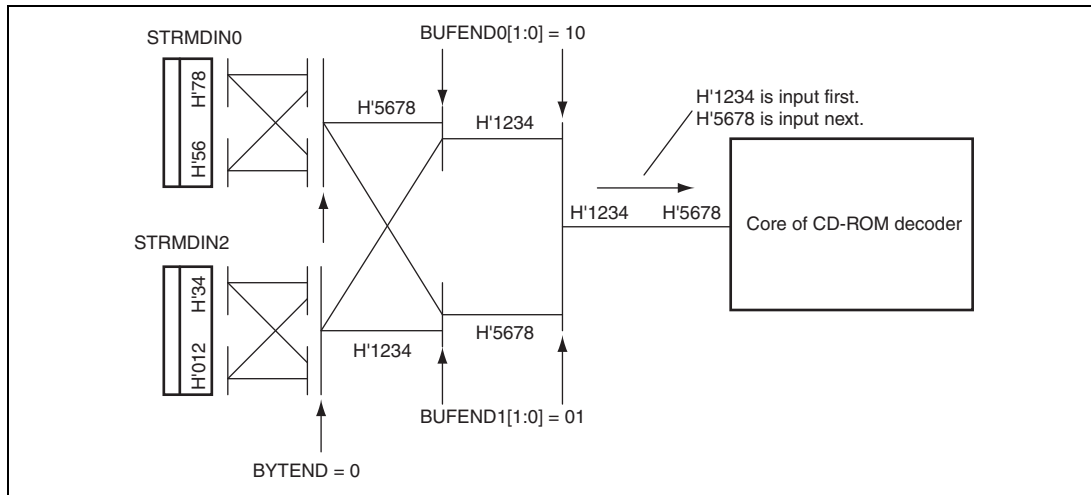 STRMDIN0
H'78
H'56
BUFEND0[1:0] = 10
H'5678
H'1234
H'1234 is input first.
H'5678 is input next.
H'1234
H'5678
Core of CD-ROM decoder
STRMDIN2
H'34
H'012
H'1234
H'5678
BUFEND1[1:0] = 01
BYTEND = 0